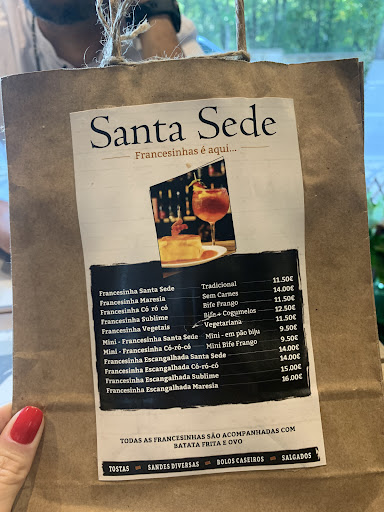 Santa Sede
Francesinhas é aqui...
Francesinha Santa Sede Tradicional 11.50€
Francesinha Maresia Sem Carnes 14.00€
Francesinha Có ró có Bife Frango 11.50€
Francesinha Sublime Bife + Cogumelos 12.50€
Francesinha Vegetais Vegetariana 11.50€
Mini - Francesinha Santa Sede Mini - em pão biju 9.50€
Mini - Francesinha Có-ró-có Mini Bife Frango 9.50€
Francesinha Escangalhada Santa Sede 14.00€
Francesinha Escangalhada Có-ró-có 14.00€
Francesinha Escangalhada Sublime 15.00€
Francesinha Escangalhada Maresia 16.00€
TODAS AS FRANCESINHAS SÃO ACOMPANHADAS COM
BATATA FRITA E OVO
TOSTAS SANDES DIVERSAS BOLOS CASEIROS SALGADOS